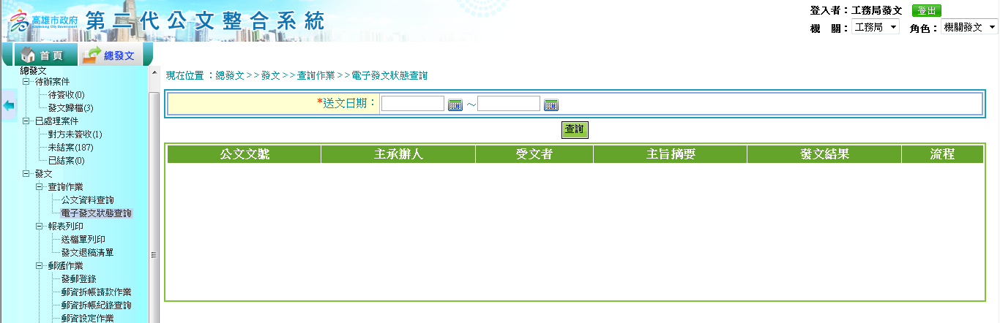 高雄市政府 第二代公文整合系統
Kaohsiung City Government
登入者：工務局發文 登出
機　關： 工務局 角色： 機關發文
首頁 總發文
現在位置 ：總發文>>發文>>查詢作業>>電子發文狀態查詢
總發文
待辦案件
待簽收(0)
發文歸檔(3)
已處理案件
對方未簽收(1)
未結案(187)
已結案(0)
發文
查詢作業
公文資料查詢
電子發文狀態查詢
報表列印
送檔單列印
發文退稿清單
郵遞作業
發郵登錄
郵資拆帳請款作業
郵資拆帳紀錄查詢
郵資設定作業
*送文日期： ～
查詢
公文文號 主承辦人 受文者 主旨摘要 發文結果 流程